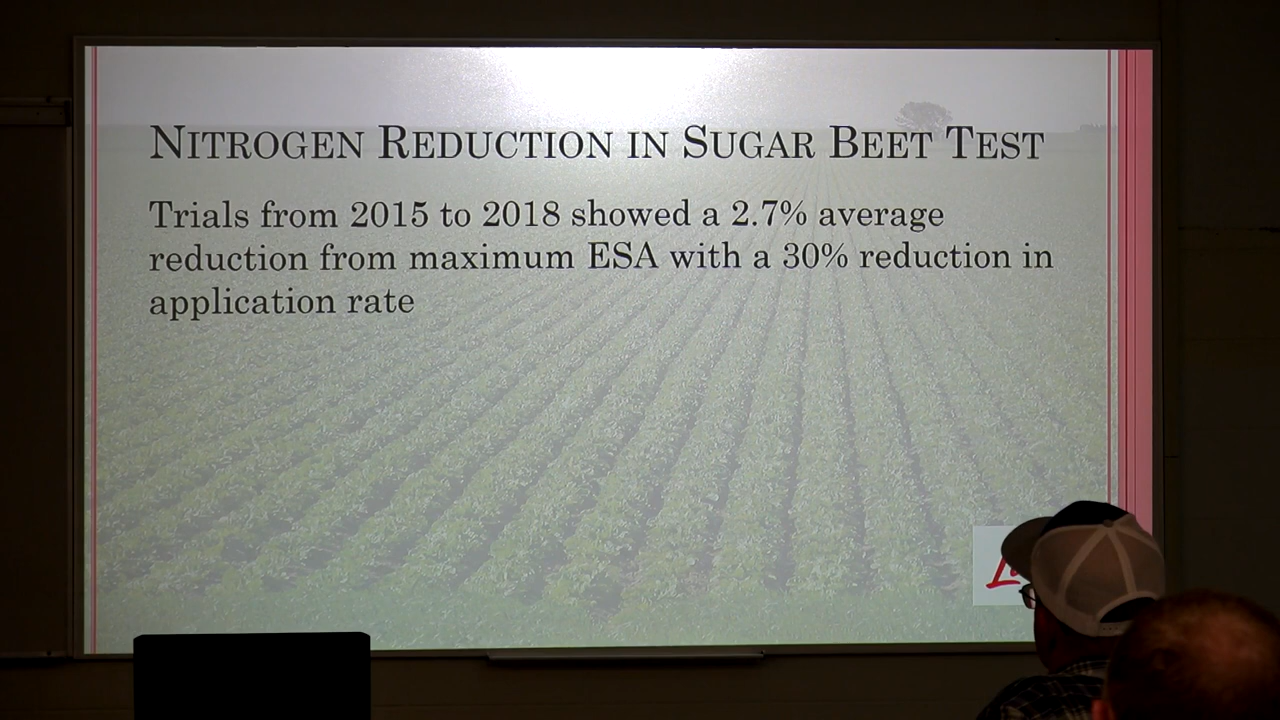 NITROGEN REDUCTION IN SUGAR BEET TEST
Trials from 2015 to 2018 showed a 2.7% average
reduction from maximum ESA with a 30% reduction in
application rate